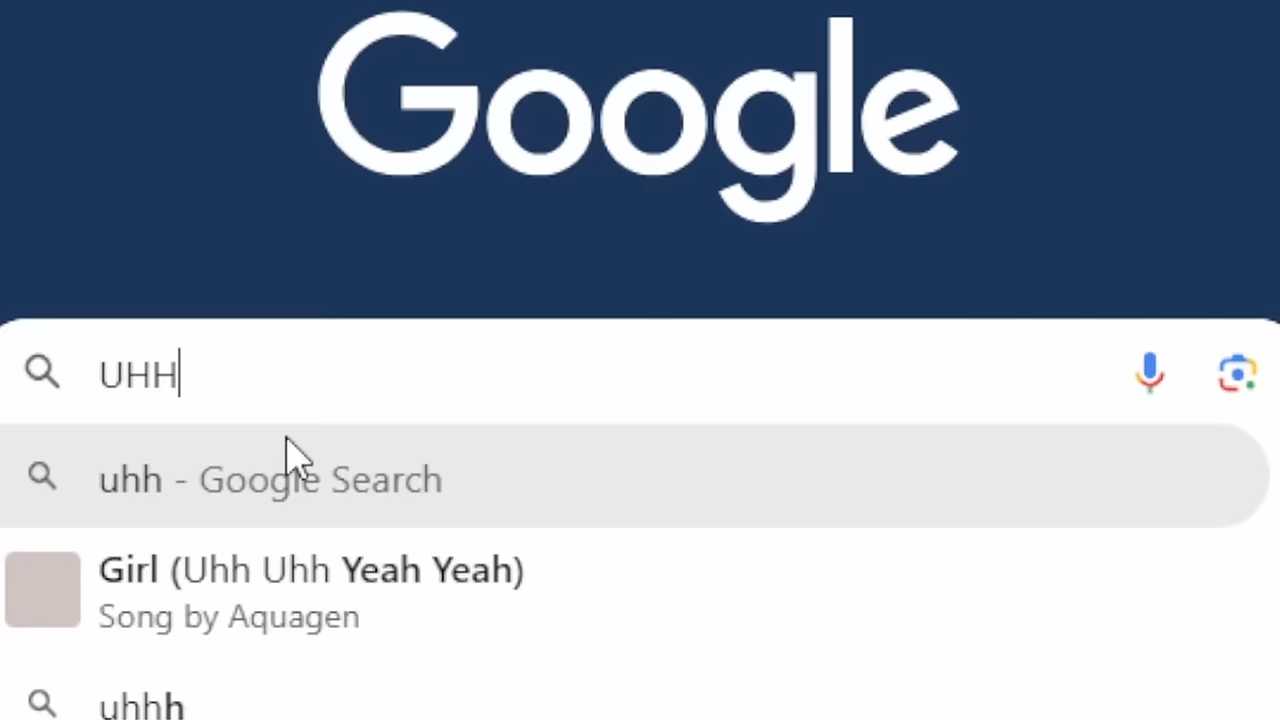 Google
UHH
uhh - Google Search
Girl (Uhh Uhh Yeah Yeah)
Song by Aquagen
uhhh